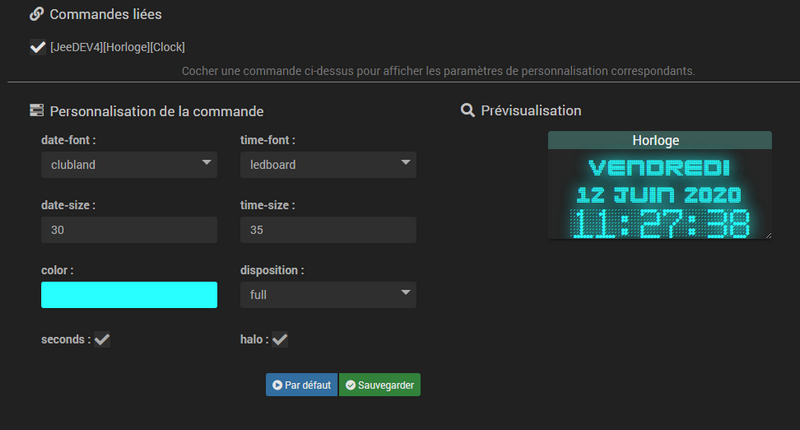 Commandes liées
[JeeDEV4][Horloge][Clock]
Cocher une commande ci-dessus pour afficher les paramètres de personnalisation correspondants.
Personnalisation de la commande
date-font :
time-font :
clubland
ledboard
date-size :
time-size :
30
35
color :
disposition :
full
seconds :
halo :
Par défaut
Sauvegarder
Prévisualisation
Horloge
VENDREDI
12 JUIN 2020
11:27:38